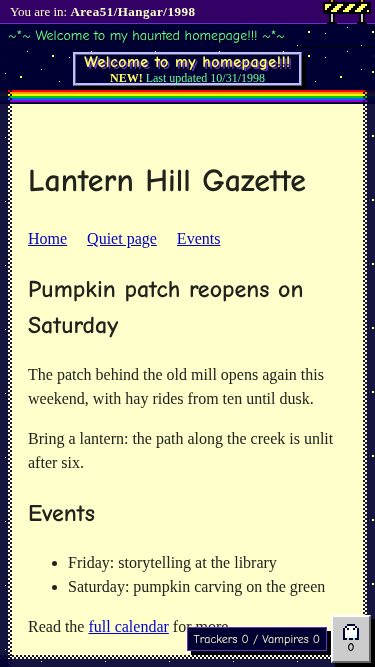 You are in: Area51/Hangar/1998
~*~ Welcome to my haunted homepage!!! ~*~
Welcome to my homepage!!!
NEW! Last updated 10/31/1998
Lantern Hill Gazette
Home Quiet page Events
Pumpkin patch reopens on
Saturday
The patch behind the old mill opens again this
weekend, with hay rides from ten until dusk.
Bring a lantern: the path along the creek is unlit
after six.
Events
Friday: storytelling at the library
Saturday: pumpkin carving on the green
Read the full calendar for more.
Trackers 0 / Vampires 0
0